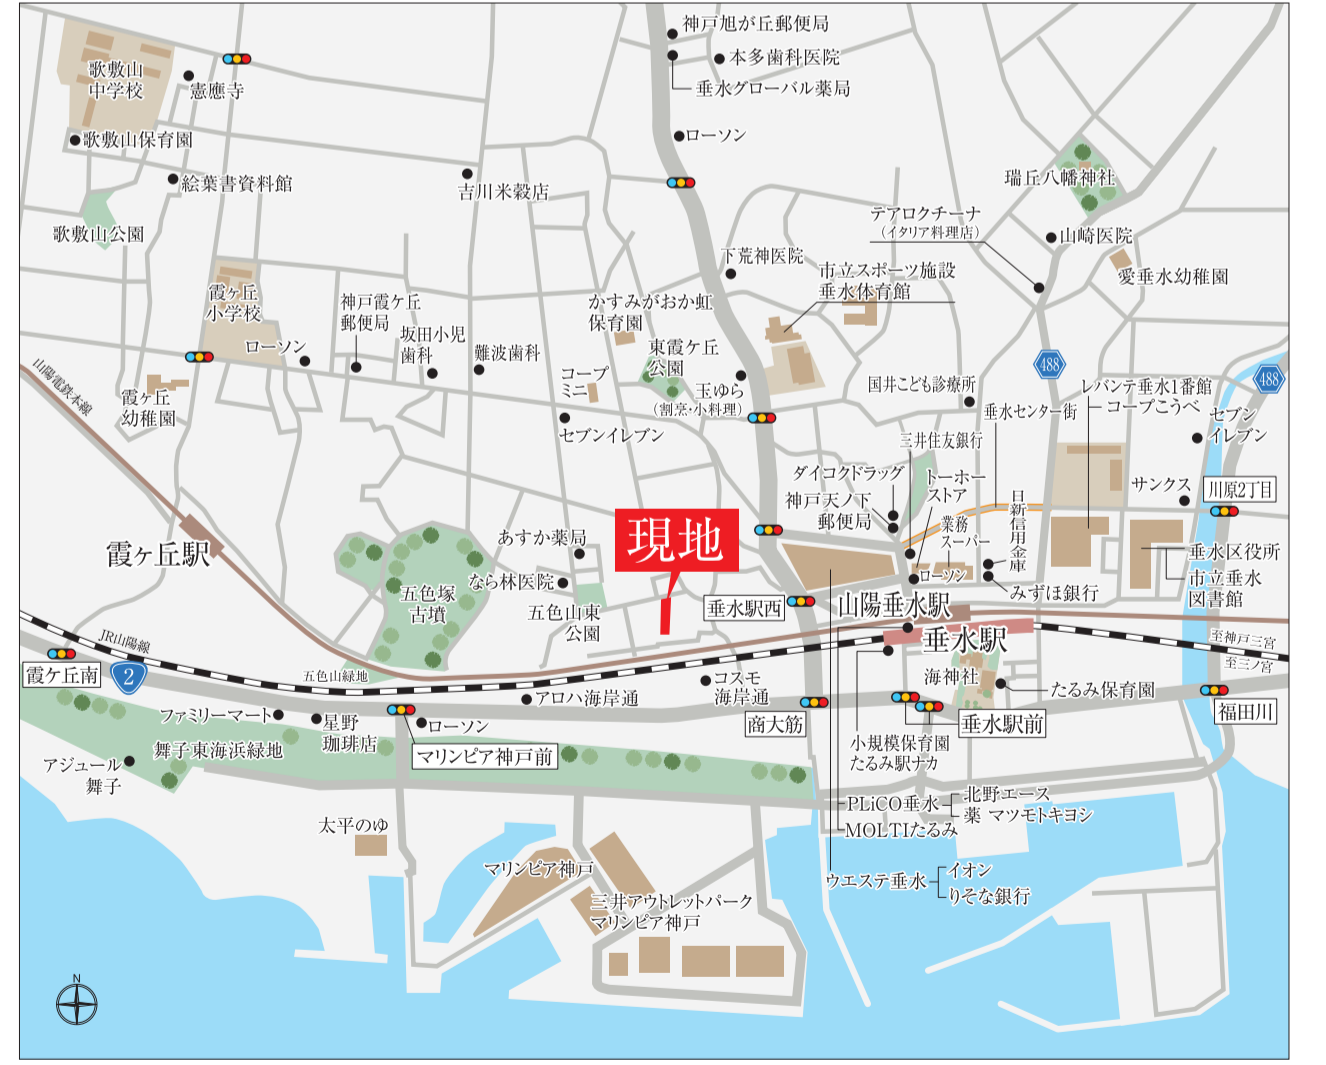 神戸旭が丘郵便局
本多歯科医院
垂水グローバル薬局
ローソン
歌敷山
中学校
憲應寺
歌敷山保育園
絵葉書資料館
歌敷山公園
吉川米穀店
瑞丘八幡神社
テアロクチーナ
(イタリア料理店)
山崎医院
愛垂水幼稚園
下荒神医院
市立スポーツ施設
垂水体育館
霞ヶ丘
小学校
神戸霞ケ丘
郵便局
ローソン
坂田小児
歯科
難波歯科
かすみがおか虹
保育園
東霞ケ丘
公園
コープ
ミニ
玉ゆら
(割烹・小料理)
セブンイレブン
霞ヶ丘
幼稚園
山陽電鉄本線
488
488
国井こども診療所
垂水センター街
レバンテ垂水1番館
コープこうべ
セブン
イレブン
三井住友銀行
ダイコクドラッグ
トーホー
ストア
神戸天ノ下
郵便局
業務
スーパー
日新信用金庫
サンクス
川原2丁目
垂水区役所
市立垂水
図書館
ローソン
みずほ銀行
霞ヶ丘駅
あすか薬局
なら林医院
五色塚
古墳
五色山東
公園
現地
垂水駅西
山陽垂水駅
垂水駅
JR山陽線
至神戸三宮
至三ノ宮
霞ケ丘南
2
五色山緑地
アロハ海岸通
コスモ
海岸通
海神社
たるみ保育園
ファミリーマート
星野
珈琲店
ローソン
マリンピア神戸前
商大筋
垂水駅前
福田川
舞子東海浜緑地
アジュール
舞子
小規模保育園
たるみ駅ナカ
PLiCO垂水
北野エース
薬 マツモトキヨシ
MOLTIたるみ
ウエステ垂水
イオン
りそな銀行
太平のゆ
マリンピア神戸
三井アウトレットパーク
マリンピア神戸
N